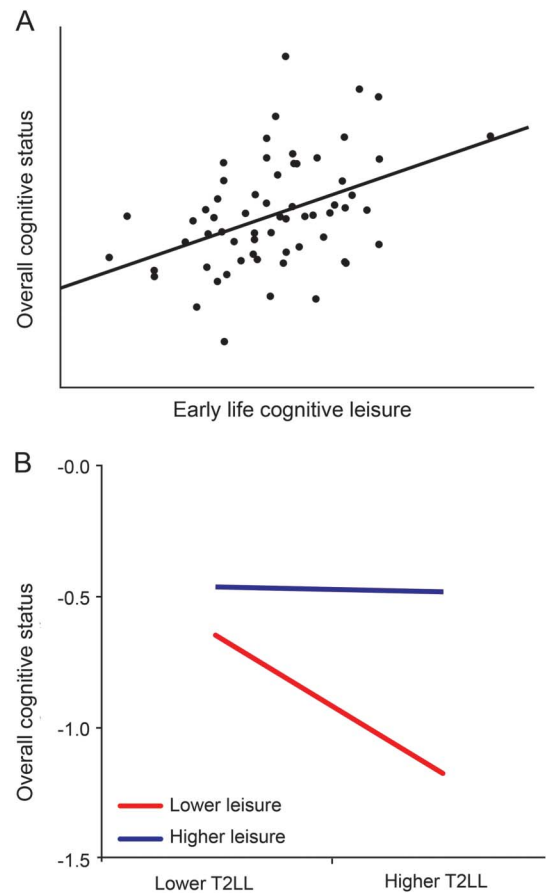 A
Overall cognitive status
Early life cognitive leisure
B
Overall cognitive status
-0.0
-0.5
-1.0
-1.5
Lower leisure
Higher leisure
Lower T2LL
Higher T2LL